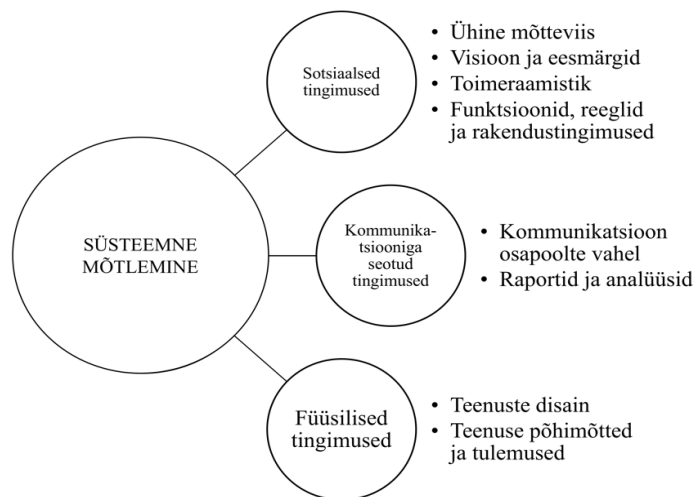 Sotsiaalsed
tingimused
• Ühine mõtteviis
• Visioon ja eesmärgid
• Toimeraamistik
• Funktsioonid, reeglid
ja rakendustingimused
SÜSTEEMNE
MÕTLEMINE
Kommunika-
tsiooniga
seotud
tingimused
• Kommunikatsioon
osapoolte vahel
• Raportid ja analüüsid
Füüsilised
tingimused
• Teenuste disain
• Teenuse põhimõtted
ja tulemused